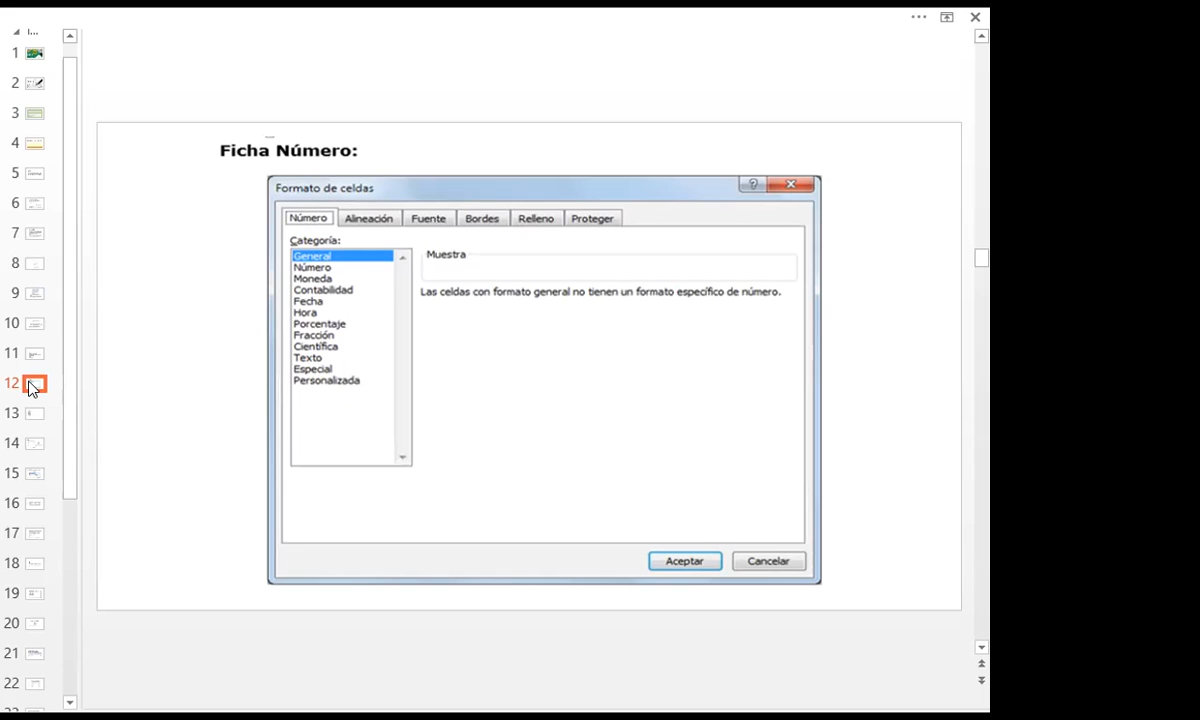 ...
I...
1
2
3
4
5
6
7
8
9
10
11
12
13
14
15
16
17
18
19
20
21
22
Ficha Número:
Formato de celdas
?
Número Alineación Fuente Bordes Relleno Proteger
Categoría:
General
Número
Moneda
Contabilidad
Fecha
Hora
Porcentaje
Fracción
Científica
Texto
Especial
Personalizada
Muestra
Las celdas con formato general no tienen un formato específico de número.
Aceptar Cancelar